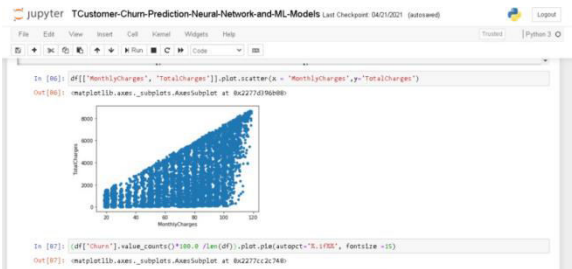 jupyter TCustomer-Churn-Prediction-Neural-Network-and-ML-Models Last Checkpoint: 04/21/2021 (autosaved)
Logout
File Edit View Insert Cell Kernel Widgets Help
Trusted Python 3
Run Code
In [06]: df[['MonthlyCharges', 'TotalCharges']].plot.scatter(x = 'MonthlyCharges',y='TotalCharges')
Out[06]: <matplotlib.axes._subplots.AxesSubplot at 0x2277d396b08>
8000
6000
4000
2000
0
TotalCharges
20 40 60 80 100 120
MonthlyCharges
In [07]: (df['Churn'].value_counts()*100.0 /len(df)).plot.pie(autopct='%.1f%%', fontsize =15)
Out[07]: <matplotlib.axes._subplots.AxesSubplot at 0x2277cc2c748>